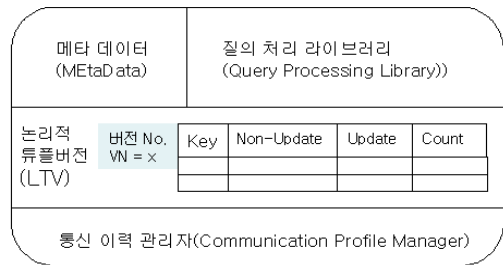 메타 데이터
(MEtaData)
질의 처리 라이브러리
(Query Processing Library))
논리적
튜플버전
(LTV)
버전 No.
VN = x
Key Non-Update Update Count
통신 이력 관리자(Communication Profile Manager)